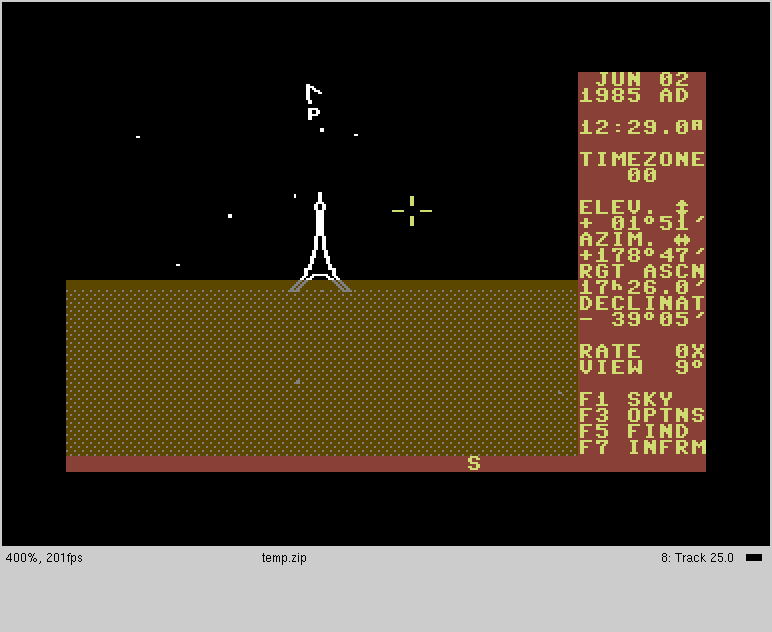 P
JUN 02
1985 AD
12:29.0A
TIMEZONE
00
ELEV. ↕
+ 01°51′
AZIM. ↔
+178°47′
RGT ASCN
17h26.0′
DECLINAT
- 39°05′
RATE 0X
VIEW 9°
F1 SKY
F3 OPTNS
F5 FIND
F7 INFRM
S
400%, 201fps
temp.zip
8: Track 25.0